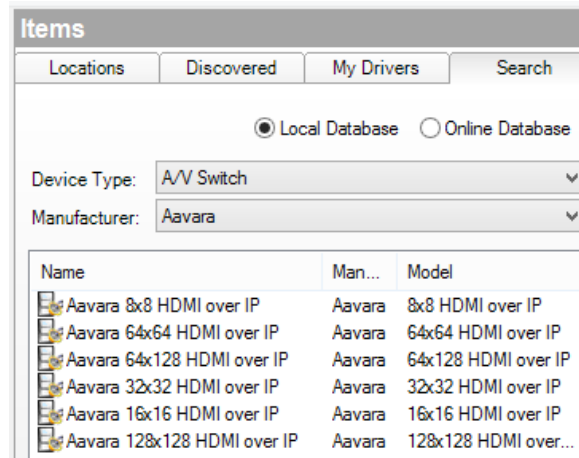 Items
Locations Discovered My Drivers Search
Local Database Online Database
Device Type: A/V Switch
Manufacturer: Aavara
Name Man... Model
Aavara 8x8 HDMI over IP Aavara 8x8 HDMI over IP
Aavara 64x64 HDMI over IP Aavara 64x64 HDMI over IP
Aavara 64x128 HDMI over IP Aavara 64x128 HDMI over IP
Aavara 32x32 HDMI over IP Aavara 32x32 HDMI over IP
Aavara 16x16 HDMI over IP Aavara 16x16 HDMI over IP
Aavara 128x128 HDMI over IP Aavara 128x128 HDMI over...